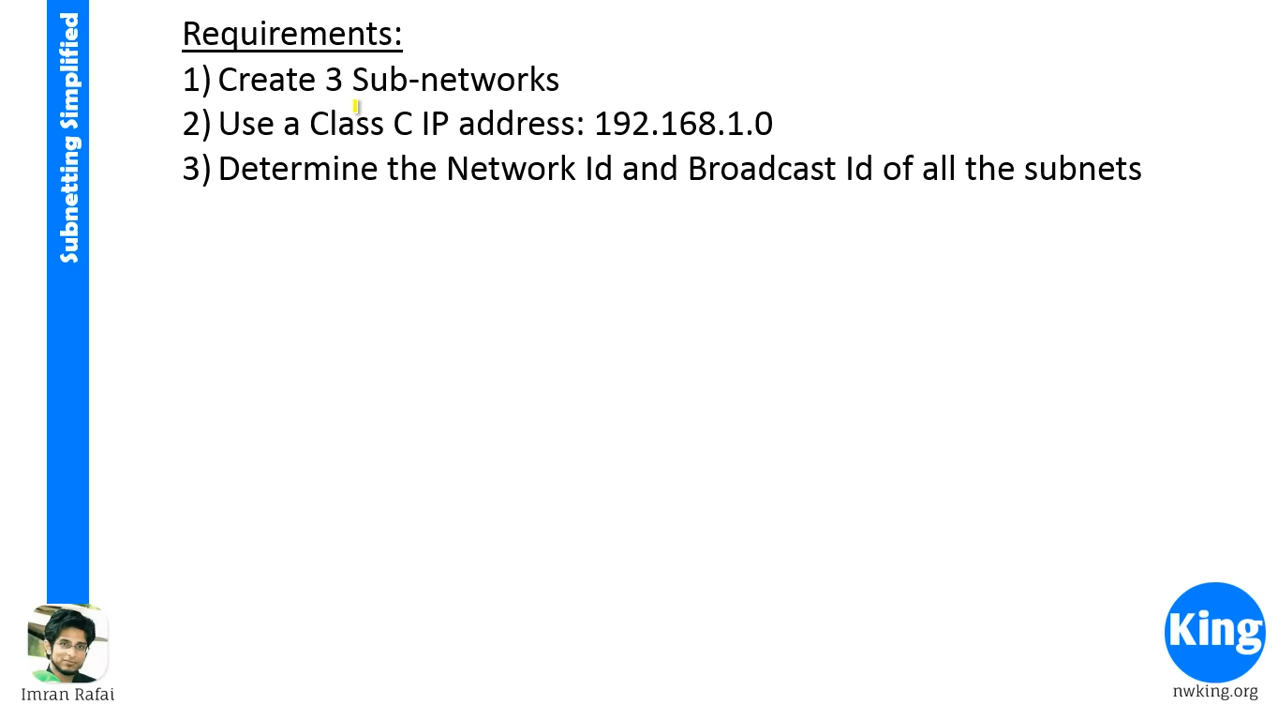 Subnetting Simplified
Requirements:
1) Create 3 Sub-networks
2) Use a Class C IP address: 192.168.1.0
3) Determine the Network Id and Broadcast Id of all the subnets
Imran Rafai
King
nwking.org